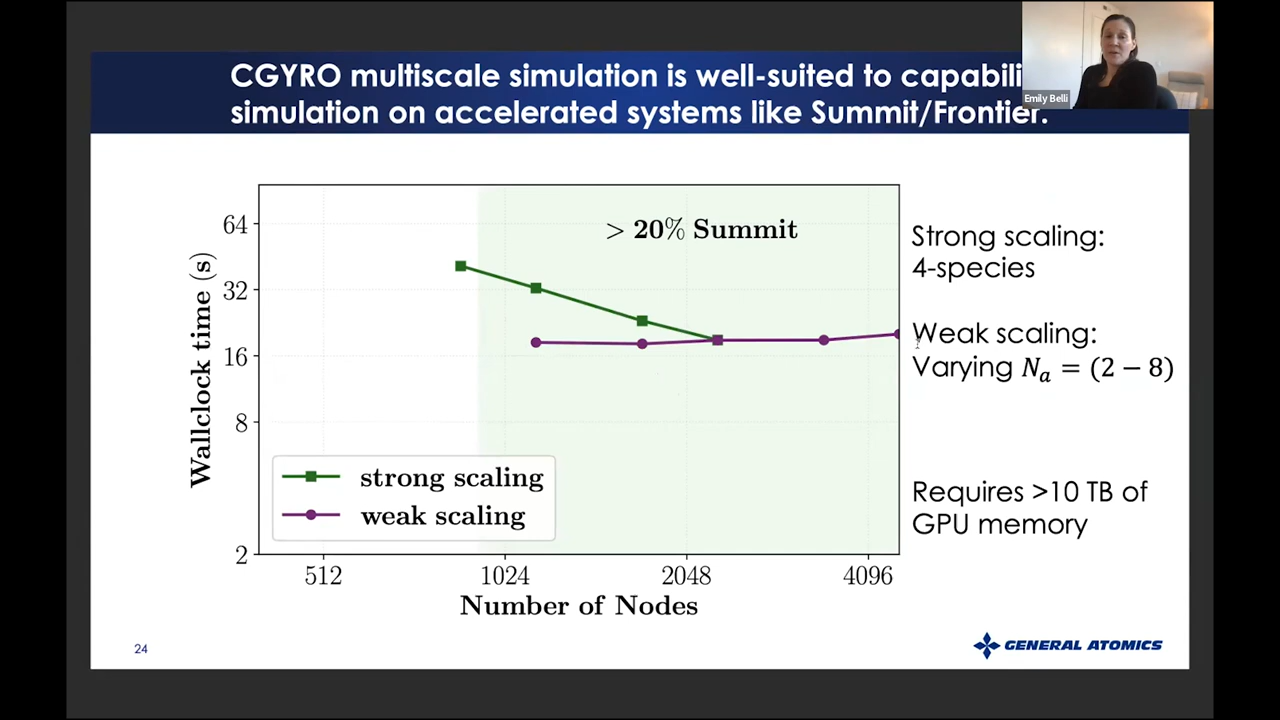 CGYRO multiscale simulation is well-suited to capabili
simulation on accelerated systems like Summit/Frontier.
Emily Belli
> 20% Summit
Wallclock time (s)
64
32
16
8
2
strong scaling
weak scaling
512
1024
2048
4096
Number of Nodes
Strong scaling:
4-species
Weak scaling:
Varying Nₐ = (2 − 8)
Requires >10 TB of
GPU memory
24
GENERAL ATOMICS